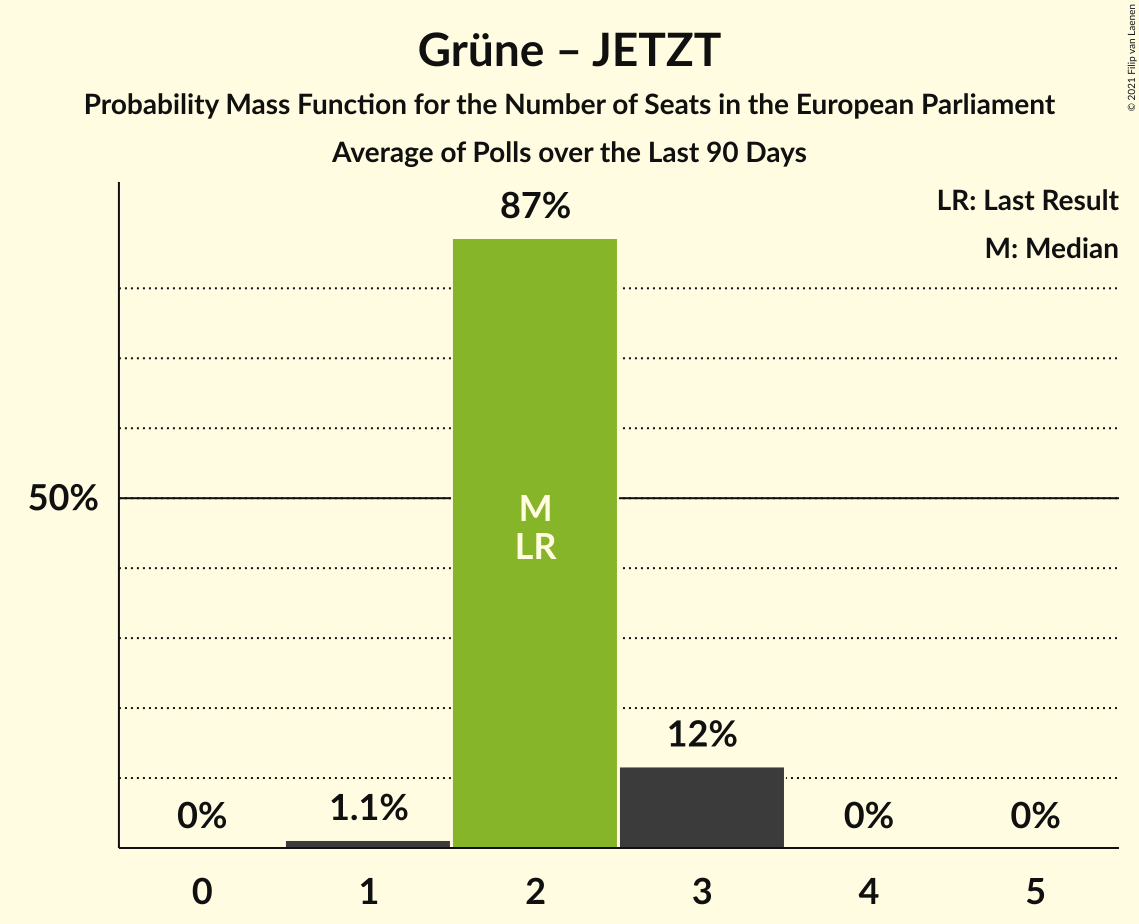 Grüne – JETZT
Probability Mass Function for the Number of Seats in the European Parliament
Average of Polls over the Last 90 Days
© 2021 Filip van Laenen
LR: Last Result
M: Median
87%
50%
M
LR
12%
0%
1.1%
0%
0%
0
1
2
3
4
5